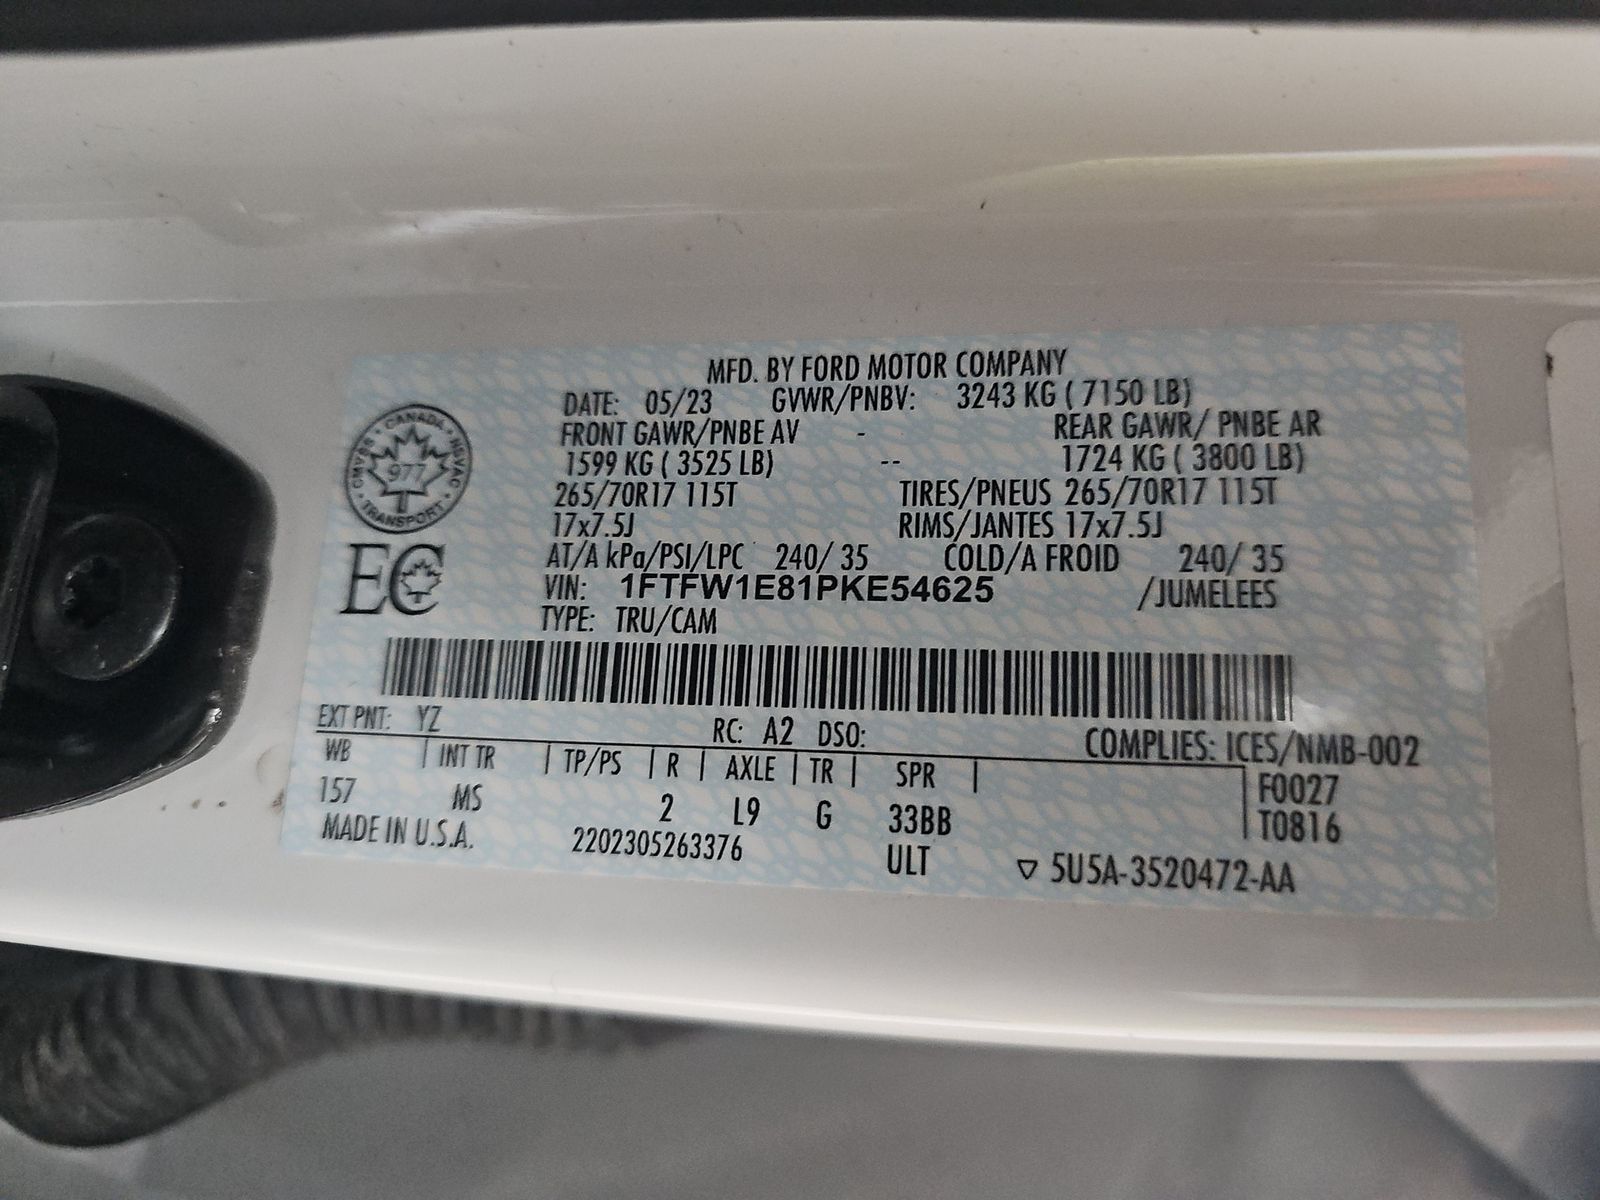 MFD. BY FORD MOTOR COMPANY
DATE: 05/23 GVWR/PNBV: 3243 KG ( 7150 LB)
FRONT GAWR/PNBE AV - REAR GAWR/ PNBE AR
1599 KG ( 3525 LB) -- 1724 KG ( 3800 LB)
265/70R17 115T TIRES/PNEUS 265/70R17 115T
17x7.5J RIMS/JANTES 17x7.5J
AT/A kPa/PSI/LPC 240/ 35 COLD/A FROID 240/ 35
VIN: 1FTFW1E81PKE54625 /JUMELEES
TYPE: TRU/CAM
CANADA
CMVSS NSVAC
977
TRANSPORT
EC
EXT PNT: YZ RC: A2 DSO: COMPLIES: ICES/NMB-002
WB | INT TR | TP/PS | R | AXLE | TR | SPR | F0027
157 MS 2 L9 G 33BB T0816
MADE IN U.S.A. 2202305263376 ULT ▽ 5U5A-3520472-AA